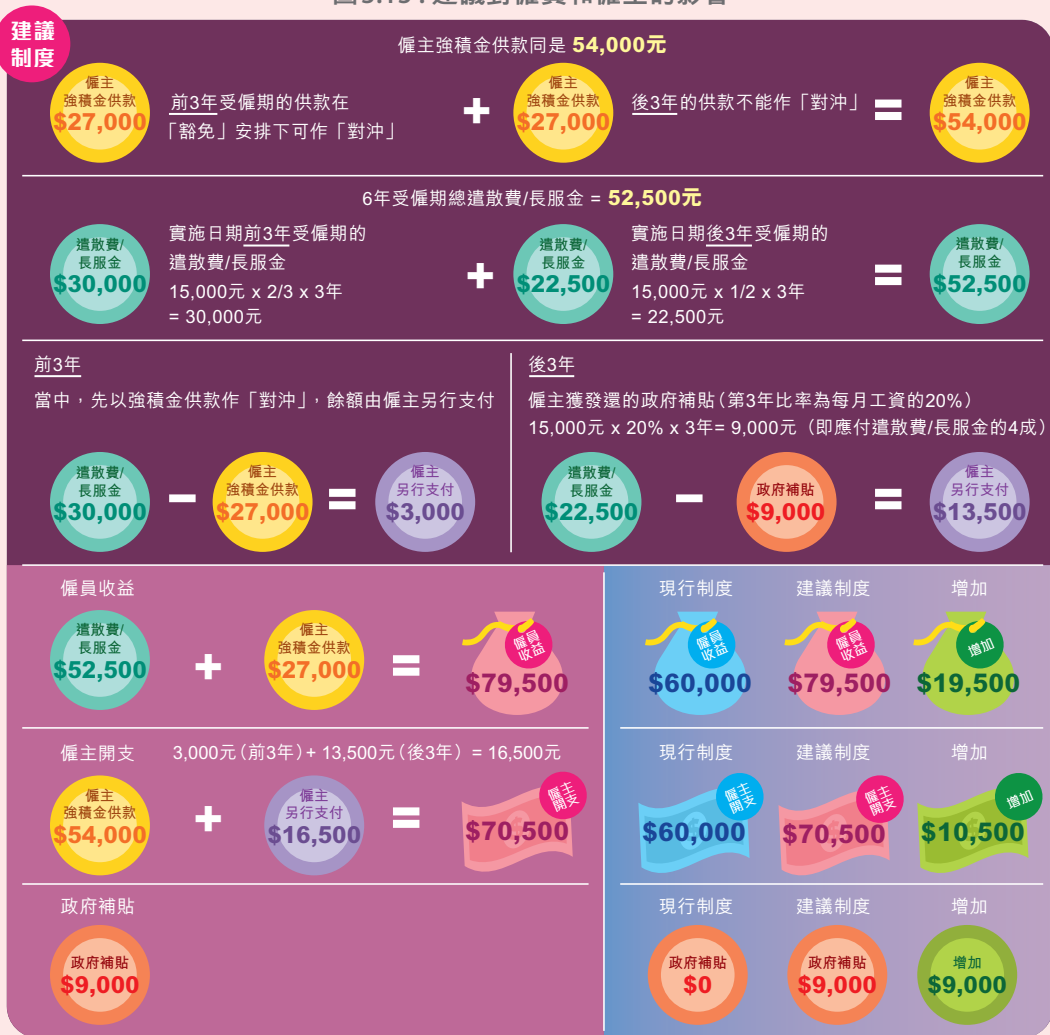 建議
制度
僱主強積金供款同是 54,000元
僱主
強積金供款
$27,000
前3年受僱期的供款在
「豁免」安排下可作「對沖」
+
僱主
強積金供款
$27,000
後3年的供款不能作「對沖」
=
僱主
強積金供款
$54,000
6年受僱期總遣散費/長服金 = 52,500元
遣散費/
長服金
$30,000
實施日期前3年受僱期的
遣散費/長服金
15,000元 x 2/3 x 3年
= 30,000元
+
遣散費/
長服金
$22,500
實施日期後3年受僱期的
遣散費/長服金
15,000元 x 1/2 x 3年
= 22,500元
=
遣散費/
長服金
$52,500
前3年
當中，先以強積金供款作「對沖」，餘額由僱主另行支付
遣散費/
長服金
$30,000
−
僱主
強積金供款
$27,000
=
僱主
另行支付
$3,000
後3年
僱主獲發還的政府補貼（第3年比率為每月工資的20%）
15,000元 x 20% x 3年= 9,000元（即應付遣散費/長服金的4成）
遣散費/
長服金
$22,500
−
政府補貼
$9,000
=
僱主
另行支付
$13,500
僱員收益
遣散費/
長服金
$52,500
+
僱主
強積金供款
$27,000
=
僱員
收益
$79,500
現行制度 建議制度 增加
僱員
收益
$60,000
僱員
收益
$79,500
增加
$19,500
僱主開支 3,000元（前3年）+ 13,500元（後3年）= 16,500元
僱主
強積金供款
$54,000
+
僱主
另行支付
$16,500
=
僱主
開支
$70,500
現行制度 建議制度 增加
僱主
開支
$60,000
僱主
開支
$70,500
增加
$10,500
政府補貼
政府補貼
$9,000
現行制度 建議制度 增加
政府補貼
$0
政府補貼
$9,000
增加
$9,000